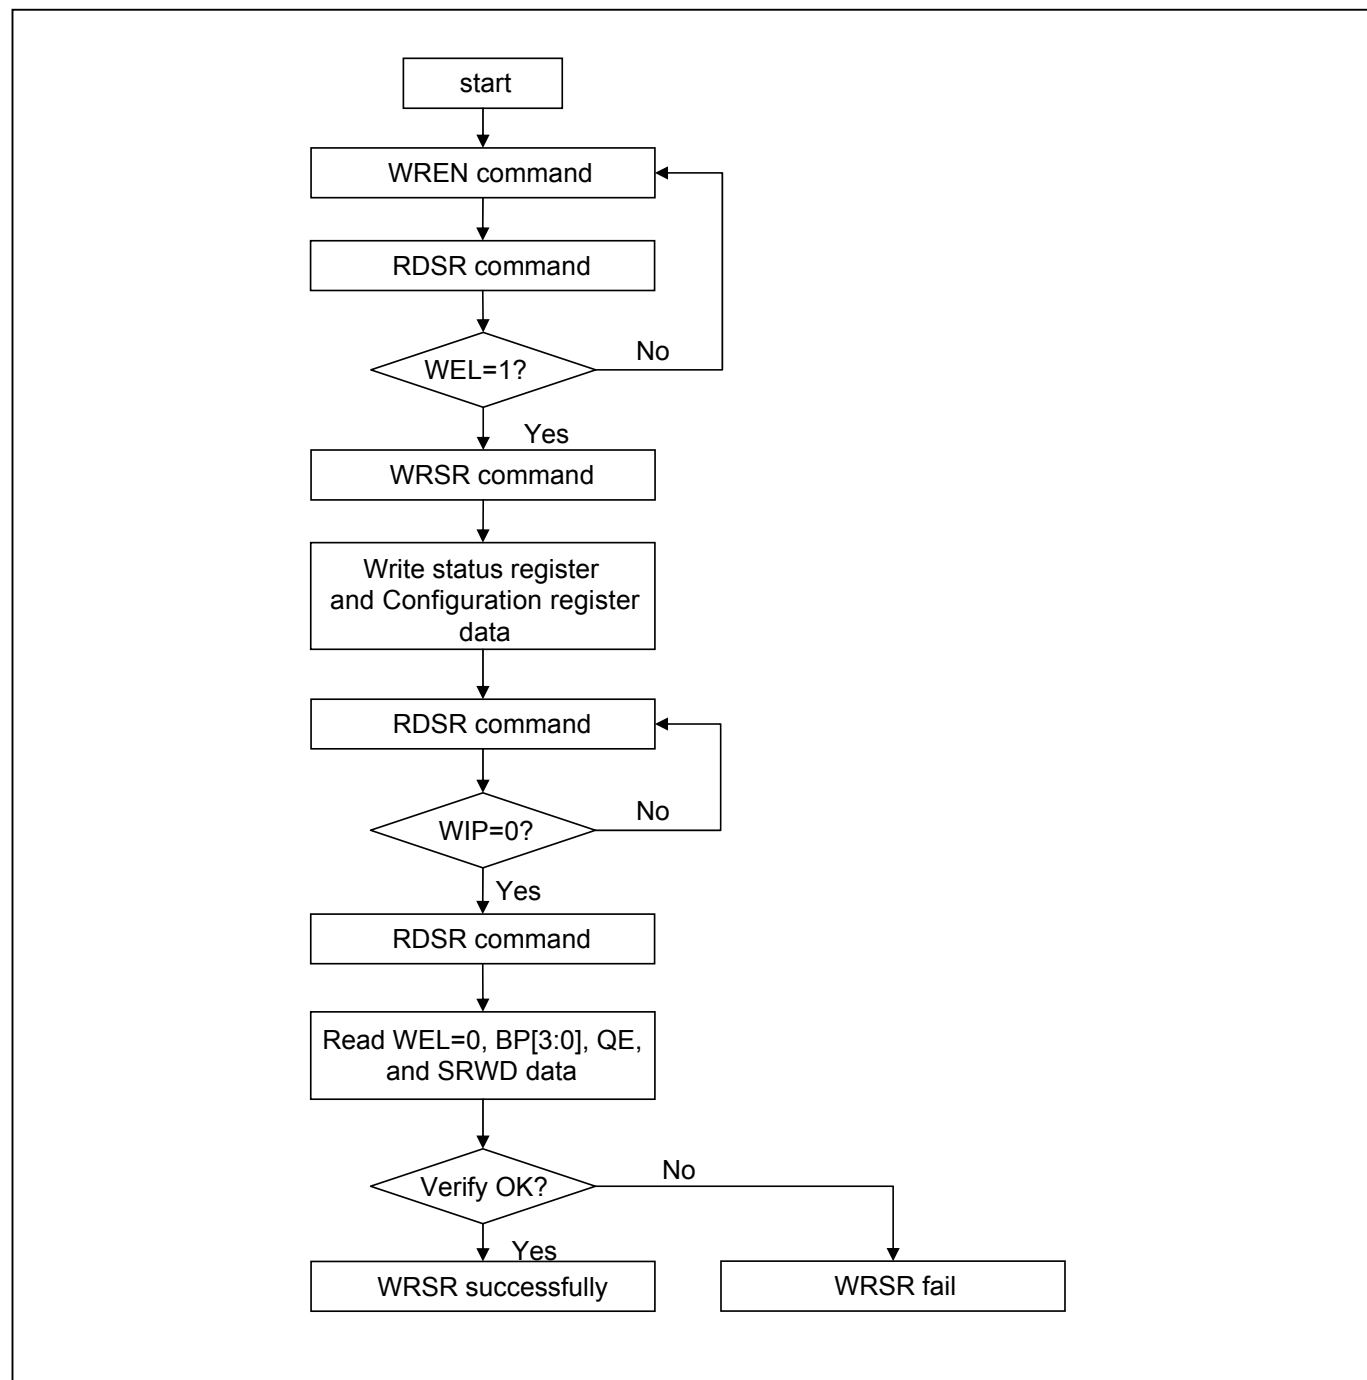 start
WREN command
RDSR command
WEL=1?
No
Yes
WRSR command
Write status register
and Configuration register
data
RDSR command
WIP=0?
No
Yes
RDSR command
Read WEL=0, BP[3:0], QE,
and SRWD data
Verify OK?
No
Yes
WRSR successfully
WRSR fail